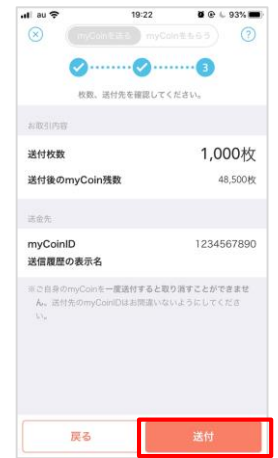 au 19:22 93%
myCoinを送る myCoinをもらう ?
3
枚数、送付先を確認してください。
お取引内容
送付枚数 1,000枚
送付後のmyCoin残数 48,500枚
送金先
myCoinID 1234567890
送信履歴の表示名
※ご自身のmyCoinを一度送付すると取り消すことができませ
ん。送付先のmyCoinIDはお間違いないようにしてくださ
い。
戻る 送付